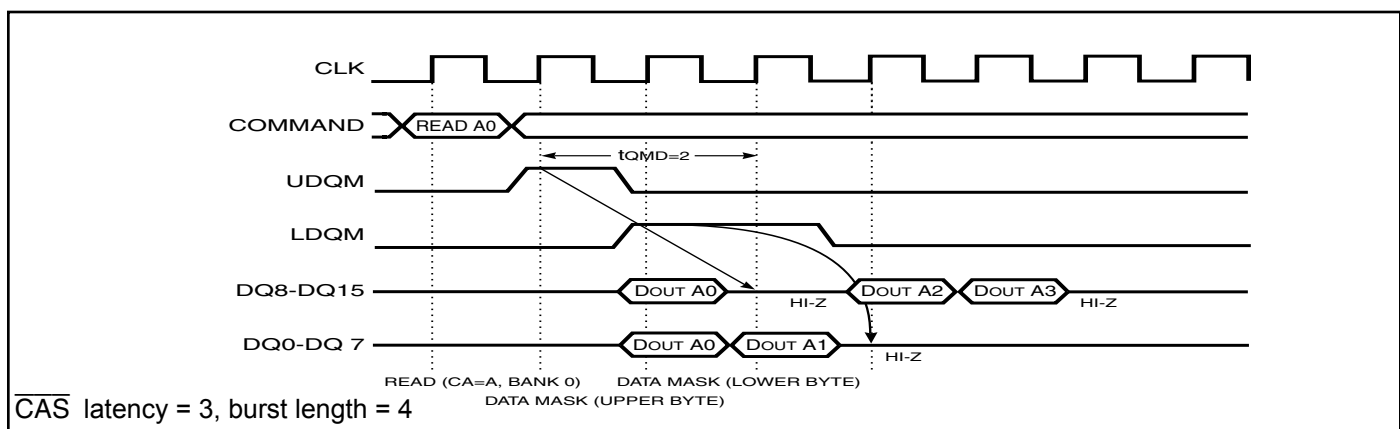 CLK
COMMAND READ A0
tQMD=2
UDQM
LDQM
DQ8-DQ15 DOUT A0 HI-Z DOUT A2 DOUT A3 HI-Z
DQ0-DQ 7 DOUT A0 DOUT A1 HI-Z
READ (CA=A, BANK 0) DATA MASK (LOWER BYTE)
DATA MASK (UPPER BYTE)
CAS latency = 3, burst length = 4